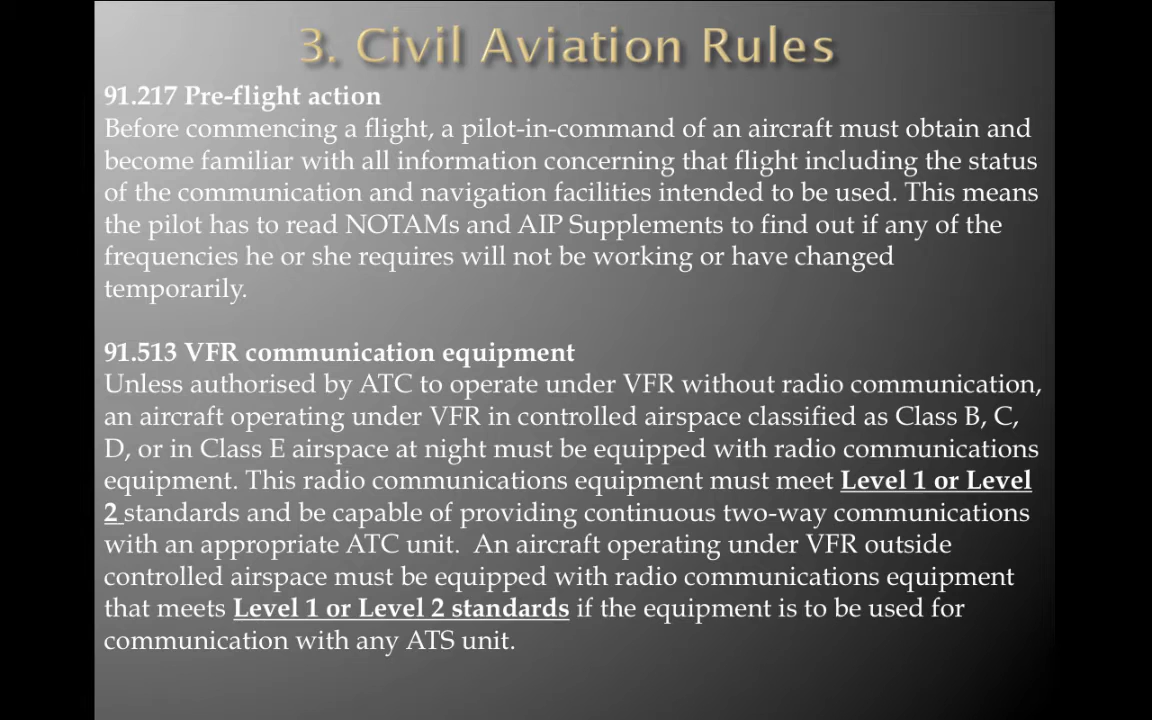 3. Civil Aviation Rules
91.217 Pre-flight action
Before commencing a flight, a pilot-in-command of an aircraft must obtain and
become familiar with all information concerning that flight including the status
of the communication and navigation facilities intended to be used. This means
the pilot has to read NOTAMs and AIP Supplements to find out if any of the
frequencies he or she requires will not be working or have changed
temporarily.
91.513 VFR communication equipment
Unless authorised by ATC to operate under VFR without radio communication,
an aircraft operating under VFR in controlled airspace classified as Class B, C,
D, or in Class E airspace at night must be equipped with radio communications
equipment. This radio communications equipment must meet Level 1 or Level
2 standards and be capable of providing continuous two-way communications
with an appropriate ATC unit.  An aircraft operating under VFR outside
controlled airspace must be equipped with radio communications equipment
that meets Level 1 or Level 2 standards if the equipment is to be used for
communication with any ATS unit.